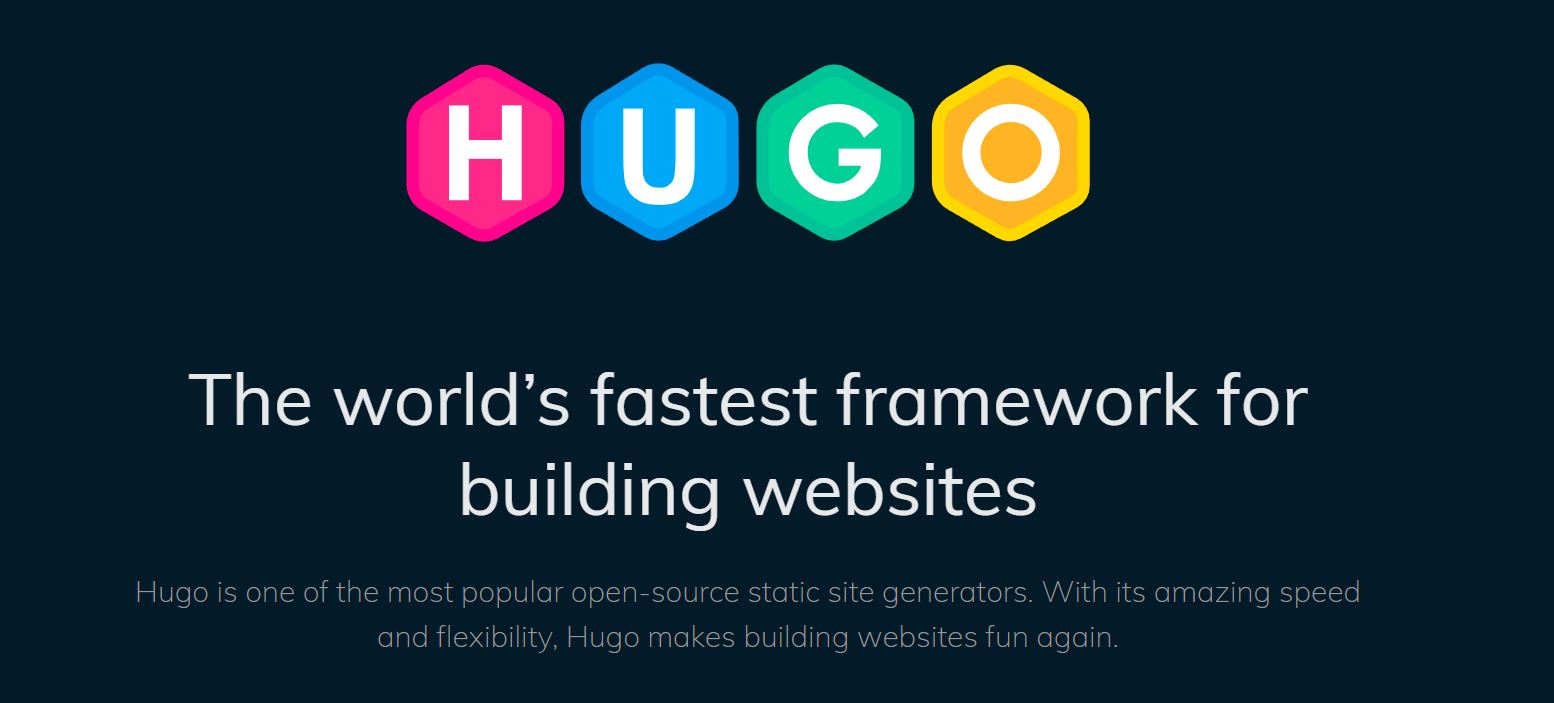 HUGO
The world’s fastest framework for
building websites
Hugo is one of the most popular open-source static site generators. With its amazing speed
and flexibility, Hugo makes building websites fun again.